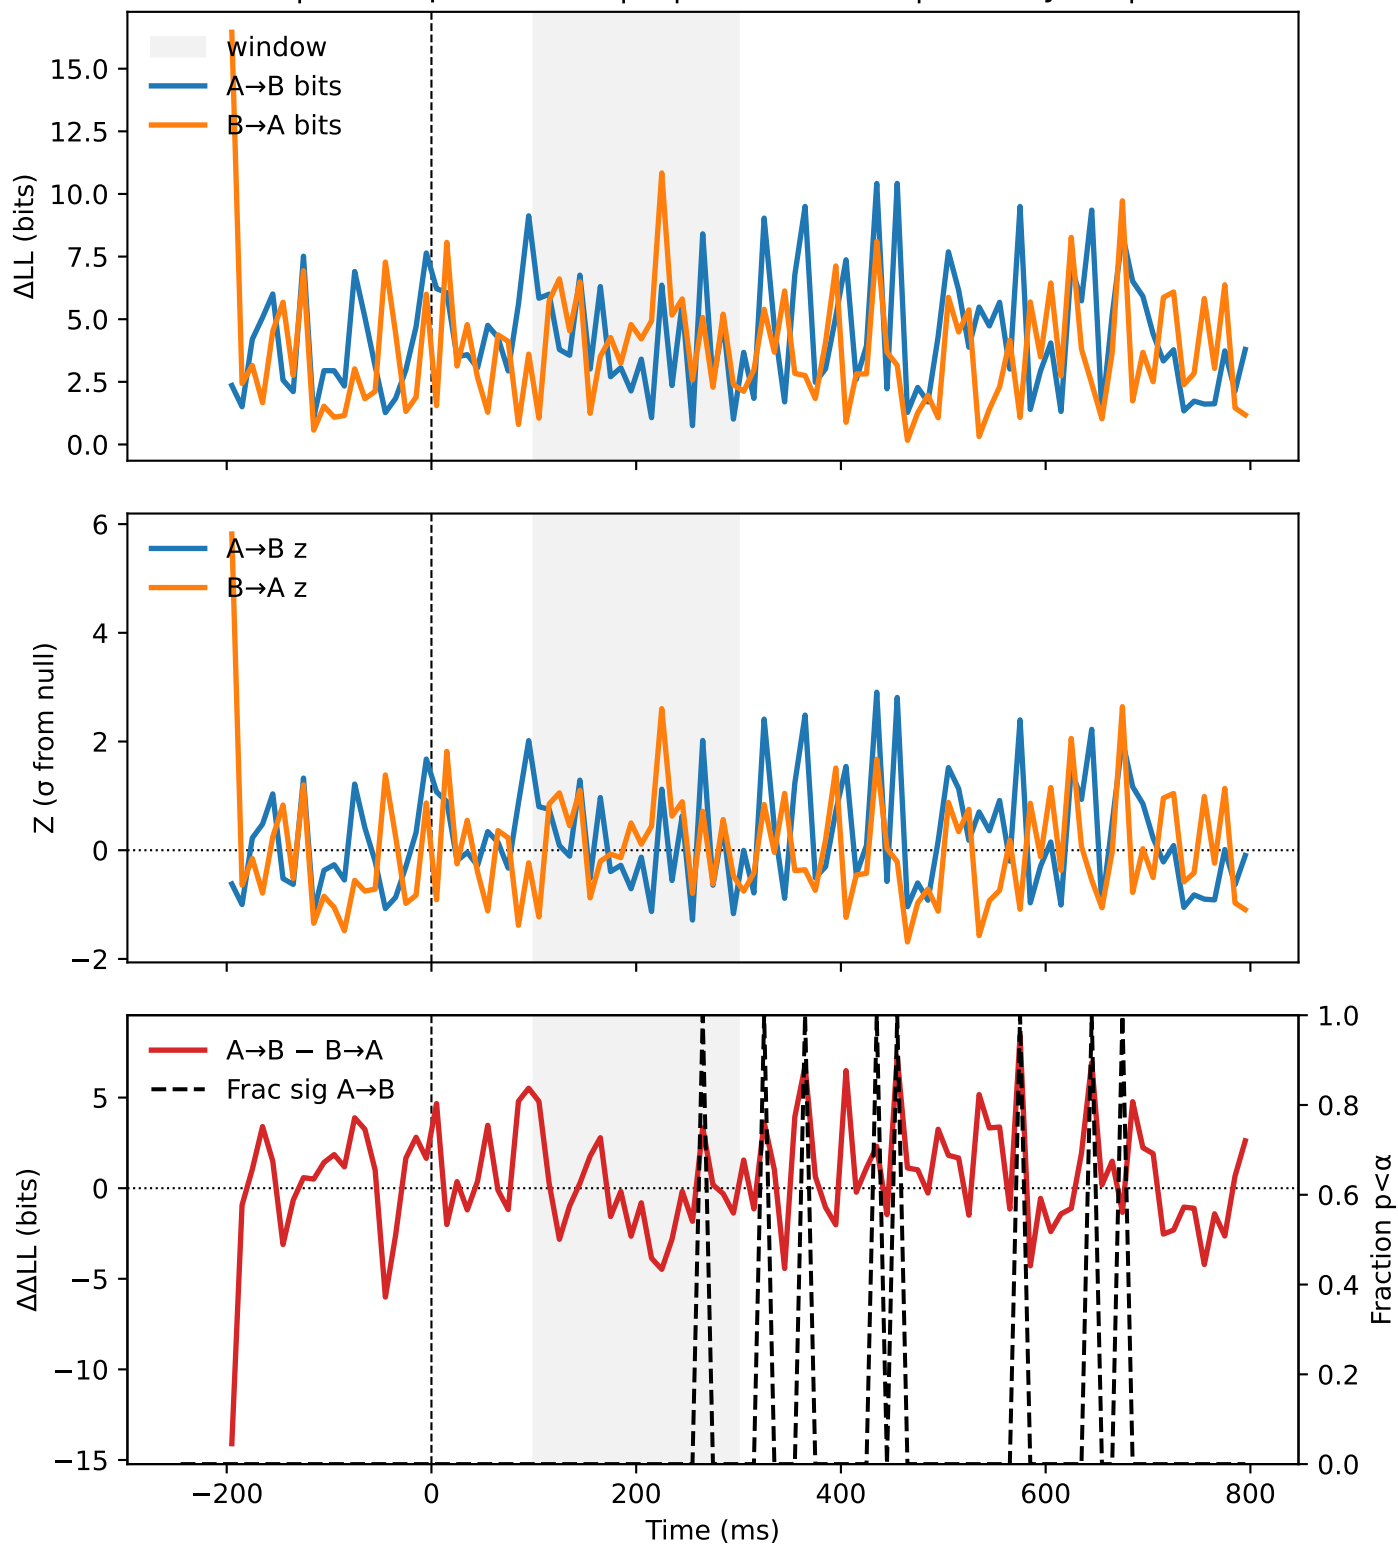 window
A→B bits
B→A bits
ΔLL (bits)
15.0
12.5
10.0
7.5
5.0
2.5
0.0
A→B z
B→A z
Z (σ from null)
6
4
2
0
−2
A→B − B→A
Frac sig A→B
ΔΔLL (bits)
5
0
−5
−10
−15
1.0
0.8
0.6
0.4
0.2
0.0
Fraction p<α
−200 0 200 400 600 800
Time (ms)